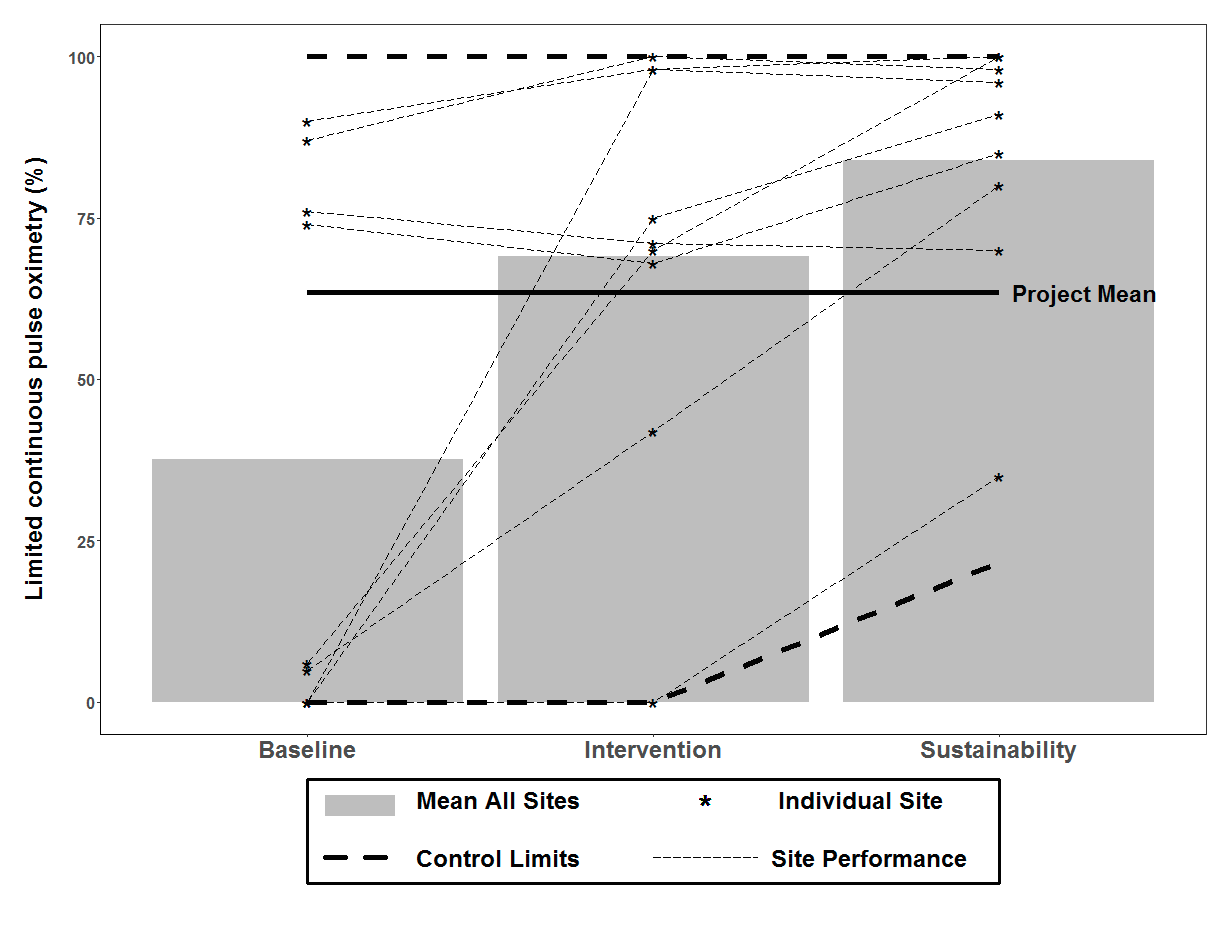 Limited continuous pulse oximetry (%)
100
75
50
25
0
Project Mean
Baseline Intervention Sustainability
Mean All Sites * Individual Site
Control Limits Site Performance